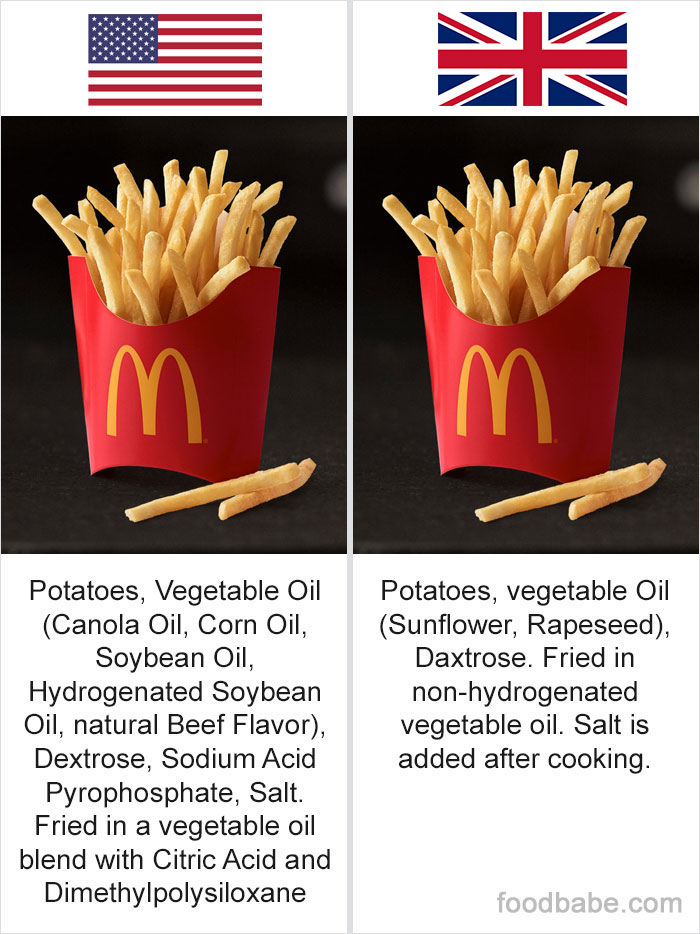 Potatoes, Vegetable Oil
(Canola Oil, Corn Oil,
Soybean Oil,
Hydrogenated Soybean
Oil, natural Beef Flavor),
Dextrose, Sodium Acid
Pyrophosphate, Salt.
Fried in a vegetable oil
blend with Citric Acid and
Dimethylpolysiloxane
Potatoes, vegetable Oil
(Sunflower, Rapeseed),
Daxtrose. Fried in
non-hydrogenated
vegetable oil. Salt is
added after cooking.
foodbabe.com